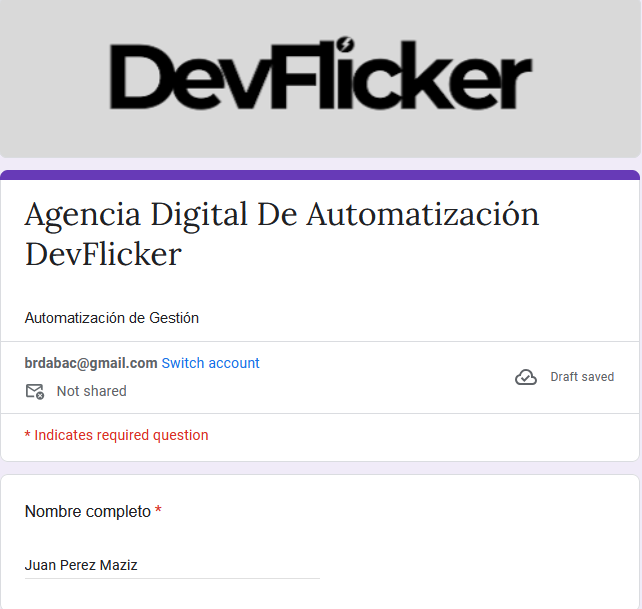 DevFlicker
Agencia Digital De Automatización
DevFlicker
Automatización de Gestión
brdabac@gmail.com Switch account
Not shared
Draft saved
* Indicates required question
Nombre completo *
Juan Perez Maziz